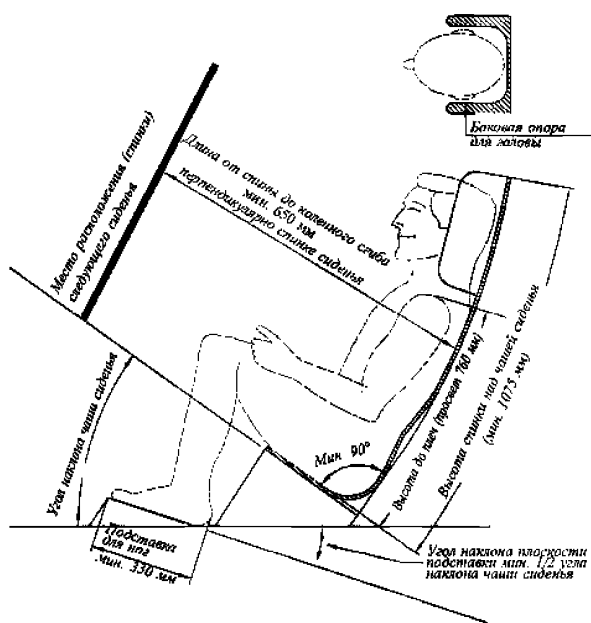 Боковая опора
для головы
Место расположения (спинки)
следующего сиденья
Длина от спины до коленного сгиба
мин. 650 мм
перпендикулярно спинке сиденья
Угол наклона чаши сиденья
Мин. 90°
Высота до плеч (просвет 760 мм)
Высота спинки над чашей сиденья
(мин. 1075 мм)
Подставка
для ног
мин. 330 мм
Угол наклона плоскости
подставки мин. 1/2 угла
наклона чаши сиденья